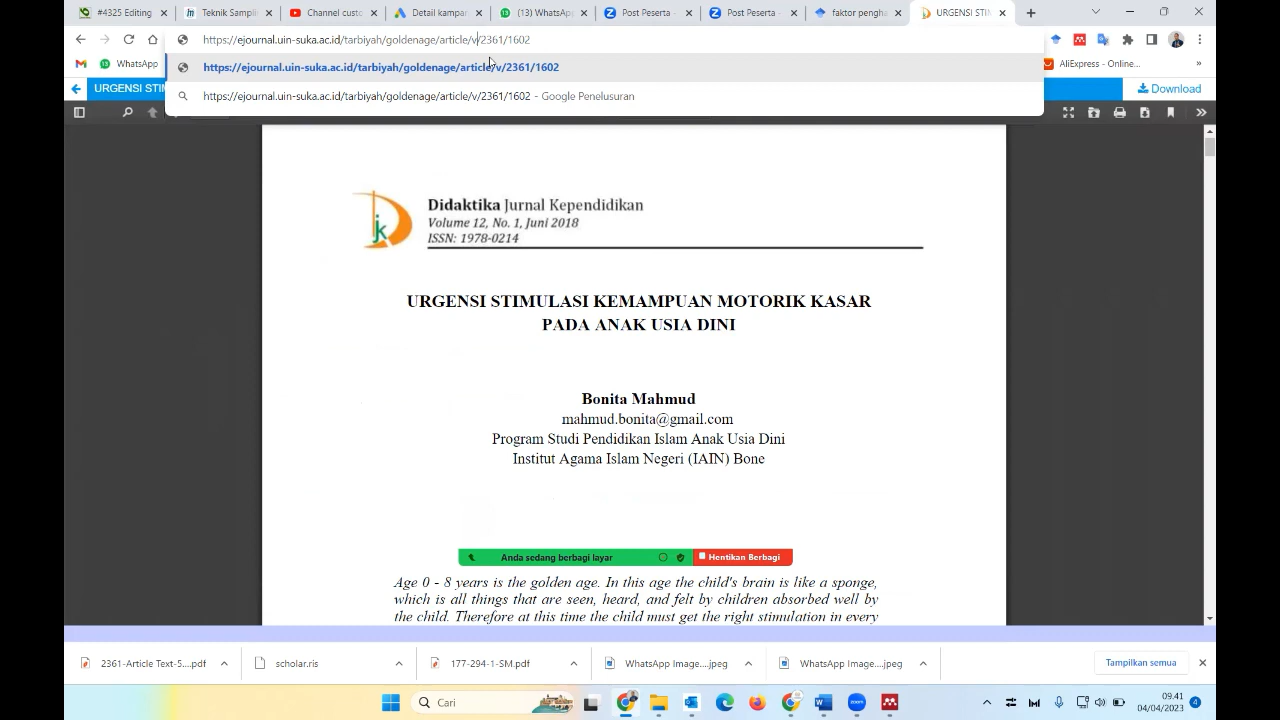 #4325 Editing
Teknik Samplin
Channel custo
Detail kampan
(13) WhatsApp
Post Peserta -
Post Peserta -
faktor pengha
URGENSI STIM
https://ejournal.uin-suka.ac.id/tarbiyah/goldenage/article/v/2361/1602
WhatsApp
https://ejournal.uin-suka.ac.id/tarbiyah/goldenage/article/v/2361/1602
AliExpress - Online...
»
URGENSI STIM
https://ejournal.uin-suka.ac.id/tarbiyah/goldenage/article/v/2361/1602 - Google Penelusuran
Download
Didaktika Jurnal Kependidikan
Volume 12, No. 1, Juni 2018
ISSN: 1978-0214
URGENSI STIMULASI KEMAMPUAN MOTORIK KASAR
PADA ANAK USIA DINI
Bonita Mahmud
mahmud.bonita@gmail.com
Program Studi Pendidikan Islam Anak Usia Dini
Institut Agama Islam Negeri (IAIN) Bone
Anda sedang berbagi layar
Hentikan Berbagi
Age 0 - 8 years is the golden age. In this age the child's brain is like a sponge,
which is all things that are seen, heard, and felt by children absorbed well by
the child. Therefore at this time the child must get the right stimulation in every
2361-Article Text-5....pdf
scholar.ris
177-294-1-SM.pdf
WhatsApp Image....jpeg
WhatsApp Image....jpeg
Tampilkan semua
Cari
zoom
09.41
04/04/2023
4